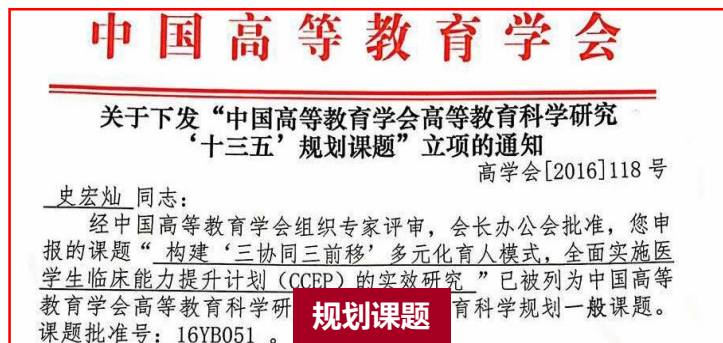 中国高等教育学会
关于下发“中国高等教育学会高等教育科学研究
‘十三五’规划课题”立项的通知
高学会[2016]118 号
史宏灿 同志：
经中国高等教育学会组织专家评审，会长办公会批准，您申
报的课题“ 构建‘三协同三前移’多元化育人模式，全面实施医
学生临床能力提升计划（CCEP）的实效研究 ”已被列为中国高等
教育学会高等教育科学研 育科学规划一般课题。
课题批准号：16YB051 。
规划课题